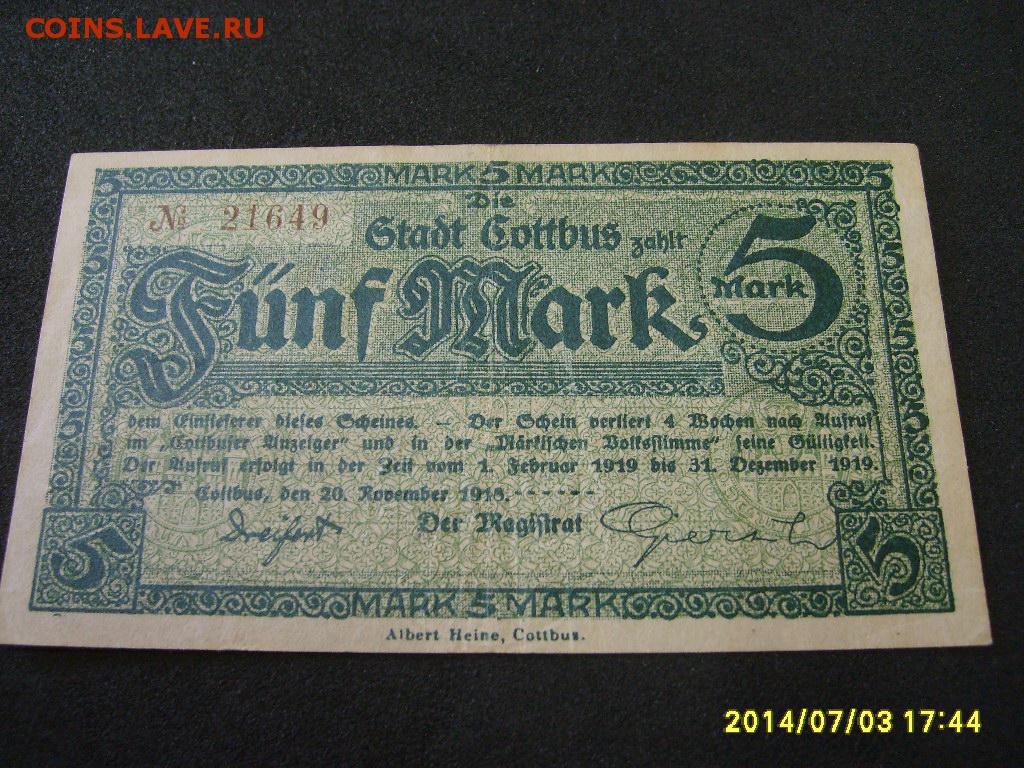 COINS.LAVE.RU
5 MARK 5 MARK 5
№ 21649
Die
Stadt Cottbus zahlt
Fünf Mark
5
Mark
dem Einlieferer dieses Scheines. – Der Schein verliert 4 Wochen nach Aufruf
im „Cottbuser Anzeiger" und in der „Märkischen Volksstimme" seine Gültigkeit.
Der Aufruf erfolgt in der Zeit vom 1. Februar 1919 bis 31. Dezember 1919.
Cottbus, den 20. November 1918.------
Der Magistrat
5 MARK 5 MARK 5
Albert Heine, Cottbus.
2014/07/03 17:44